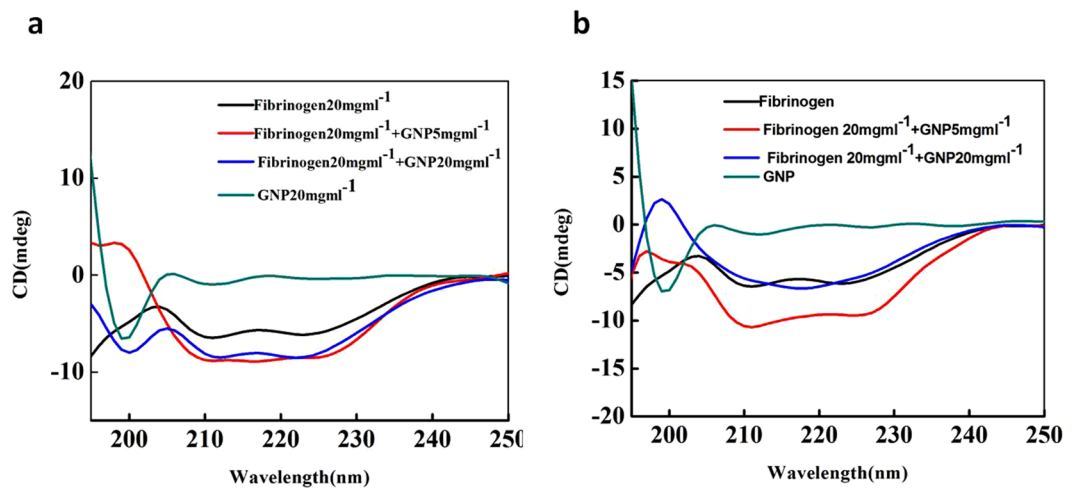 a
20
10
0
-10
CD(mdeg)
Fibrinogen20mgml-1
Fibrinogen20mgml-1+GNP5mgml-1
Fibrinogen20mgml-1+GNP20mgml-1
GNP20mgml-1
200 210 220 230 240 250
Wavelength(nm)
b
15
10
5
0
-5
-10
-15
-20
CD(mdeg)
Fibrinogen
Fibrinogen 20mgml-1+GNP5mgml-1
Fibrinogen 20mgml-1+GNP20mgml-1
GNP
200 210 220 230 240 250
Wavelength(nm)